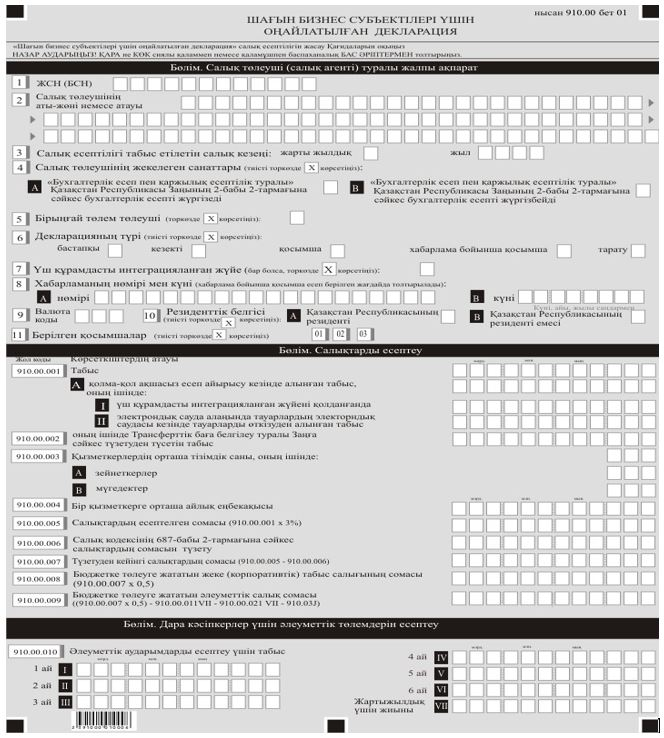 нысан 910.00 бет 01
ШАҒЫН БИЗНЕС СУБЪЕКТІЛЕРІ ҮШІН
ОҢАЙЛАТЫЛҒАН ДЕКЛАРАЦИЯ
«Шағын бизнес субъектілері үшін оңайлатылған декларация» салық есептілігін жасау Қағидаларын оқыңыз
НАЗАР АУДАРЫҢЫЗ! ҚАРА не КӨК сиялы қаламмен немесе қаламұшпен баспаханалық БАС ӘРІПТЕРМЕН толтырыңыз.
Бөлім. Салық төлеуші (салық агенті) туралы жалпы ақпарат
1 ЖСН (БСН)
2 Салық төлеушінің
аты-жөні немесе атауы
3 Салық есептілігі табыс етілетін салық кезеңі: жарты жылдық жыл
4 Салық төлеушінің жекелеген санаттары (тиісті торкөзде X көрсетіңіз):
A «Бухгалтерлік есеп пен қаржылық есептілік туралы»
Қазақстан Республикасы Заңының 2-бабы 2-тармағына
сәйкес бухгалтерлік есепті жүргізеді
B «Бухгалтерлік есеп пен қаржылық есептілік туралы»
Қазақстан Республикасы Заңының 2-бабы 2-тармағына
сәйкес бухгалтерлік есепті жүргізбейді
5 Бірыңғай төлем төлеуші (торкөзде X көрсетіңіз):
6 Декларацияның түрі (тиісті торкөзде X көрсетіңіз):
бастапқы кезекті қосымша хабарлама бойынша қосымша тарату
7 Үш құрамдасты интеграцияланған жүйе (бар болса, торкөзде X көрсетіңіз):
8 Хабарламаның нөмірі мен күні (хабарлама бойынша қосымша есеп берілген жағдайда толтырылады):
A нөмірі B күні
Күні, айы, жылы сандармен
9 Валюта
коды
10 Резиденттік белгісі
(тиісті торкөзде X көрсетіңіз):
A Қазақстан Республикасының
резиденті
B Қазақстан Республикасының
резиденті емесі
11 Берілген қосымшалар (тиісті торкөзде X көрсетіңіз) 01 02 03
Бөлім. Салықтарды есептеу
Жол коды Көрсеткіштердің атауы
910.00.001 Табыс
A қолма-қол ақшасыз есеп айырысу кезінде алынған табыс,
оның ішінде:
I үш құрамдасты интеграцияланған жүйені қолданғанда
II электрондық сауда алаңында тауарлардың электорндық
саудасы кезінде тауарларды өткізуден алынған табыс
910.00.002 оның ішінде Трансферттік баға белгілеу туралы Заңға
сәйкес түзетуден түсетін табыс
910.00.003 Қызметкерлердің орташа тізімдік саны, оның ішінде:
A зейнеткерлер
B мүгедектер
910.00.004 Бір қызметкерге орташа айлық еңбекақысы
910.00.005 Салықтардың есептелген сомасы (910.00.001 x 3%)
910.00.006 Салық кодексінің 687-бабы 2-тармағына сәйкес
салықтардың сомасын түзету
910.00.007 Түзетуден кейінгі салықтардың сомасы (910.00.005 - 910.00.006)
910.00.008 Бюджетке төлеуге жататын жеке (корпоративтік) табыс салығының сомасы
(910.00.007 x 0,5)
910.00.009 Бюджетке төлеуге жататын әлеуметтік салық сомасы
((910.00.007 x 0,5) - 910.00.011VII - 910.00.021 VII - 910.03J)
Бөлім. Дара кәсіпкерлер үшін әлеуметтік төлемдерін есептеу
910.00.010 Әлеуметтік аударымдарды есептеу үшін табыс
1 ай I
2 ай II
3 ай III
4 ай IV
5 ай V
6 ай VI
Жартыжылдық
үшін жиыны VII